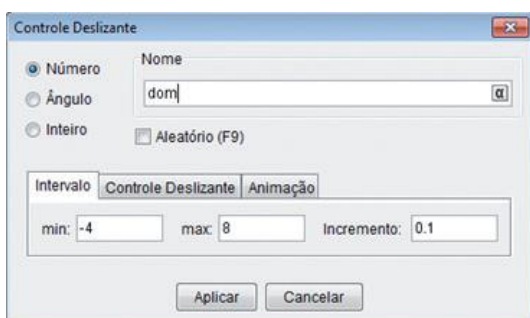 Controle Deslizante
Número
Nome
Ângulo
dom
α
Inteiro
Aleatório (F9)
Intervalo Controle Deslizante Animação
min: -4 max: 8 Incremento: 0.1
Aplicar Cancelar